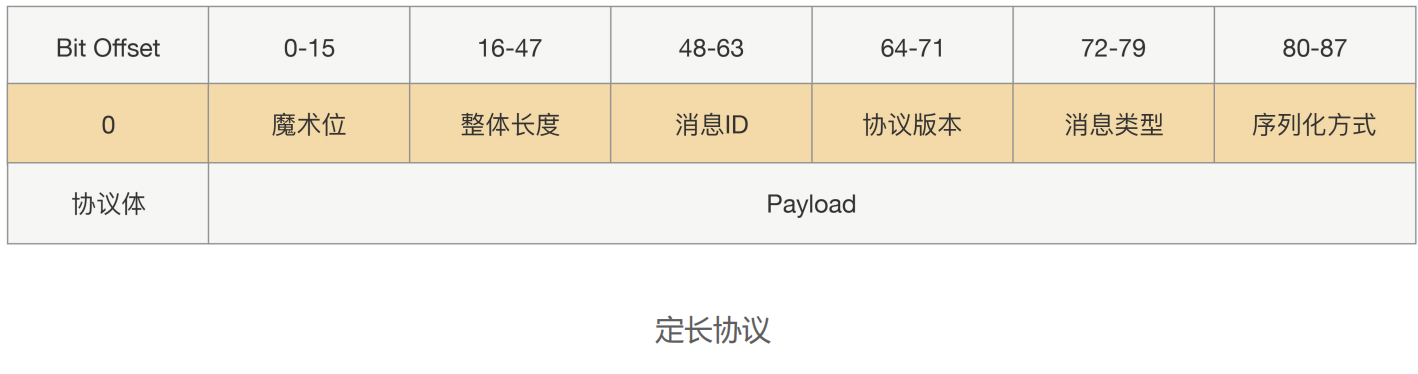 Bit Offset 0-15 16-47 48-63 64-71 72-79 80-87
0 魔术位 整体长度 消息ID 协议版本 消息类型 序列化方式
协议体 Payload
定长协议